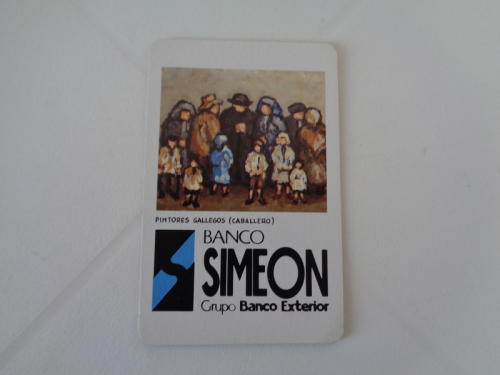 PINTORES GALLEGOS (CABALLERO)
BANCO
SIMEON
Grupo Banco Exterior